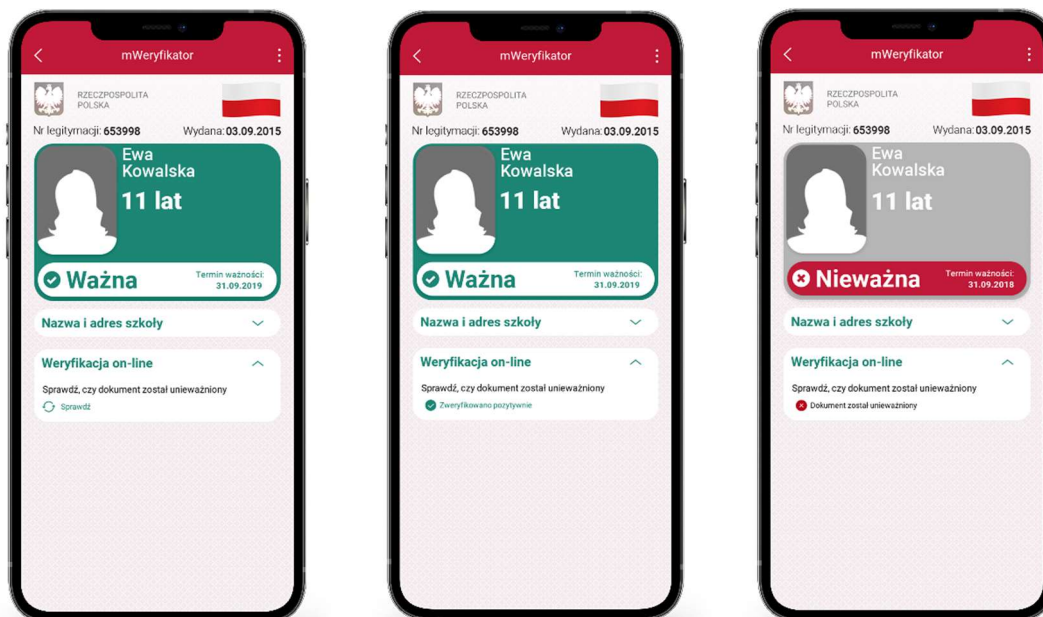 mWeryfikator
RZECZPOSPOLITA
POLSKA
Nr legitymacji: 653998 Wydana: 03.09.2015
Ewa
Kowalska
11 lat
Ważna
Termin ważności:
31.09.2019
Nazwa i adres szkoły
Weryfikacja on-line
Sprawdź, czy dokument został unieważniony
Sprawdź
mWeryfikator
RZECZPOSPOLITA
POLSKA
Nr legitymacji: 653998 Wydana: 03.09.2015
Ewa
Kowalska
11 lat
Ważna
Termin ważności:
31.09.2019
Nazwa i adres szkoły
Weryfikacja on-line
Sprawdź, czy dokument został unieważniony
Zweryfikowano pozytywnie
mWeryfikator
RZECZPOSPOLITA
POLSKA
Nr legitymacji: 653998 Wydana: 03.09.2015
Ewa
Kowalska
11 lat
Nieważna
Termin ważności:
31.09.2018
Nazwa i adres szkoły
Weryfikacja on-line
Sprawdź, czy dokument został unieważniony
Dokument został unieważniony